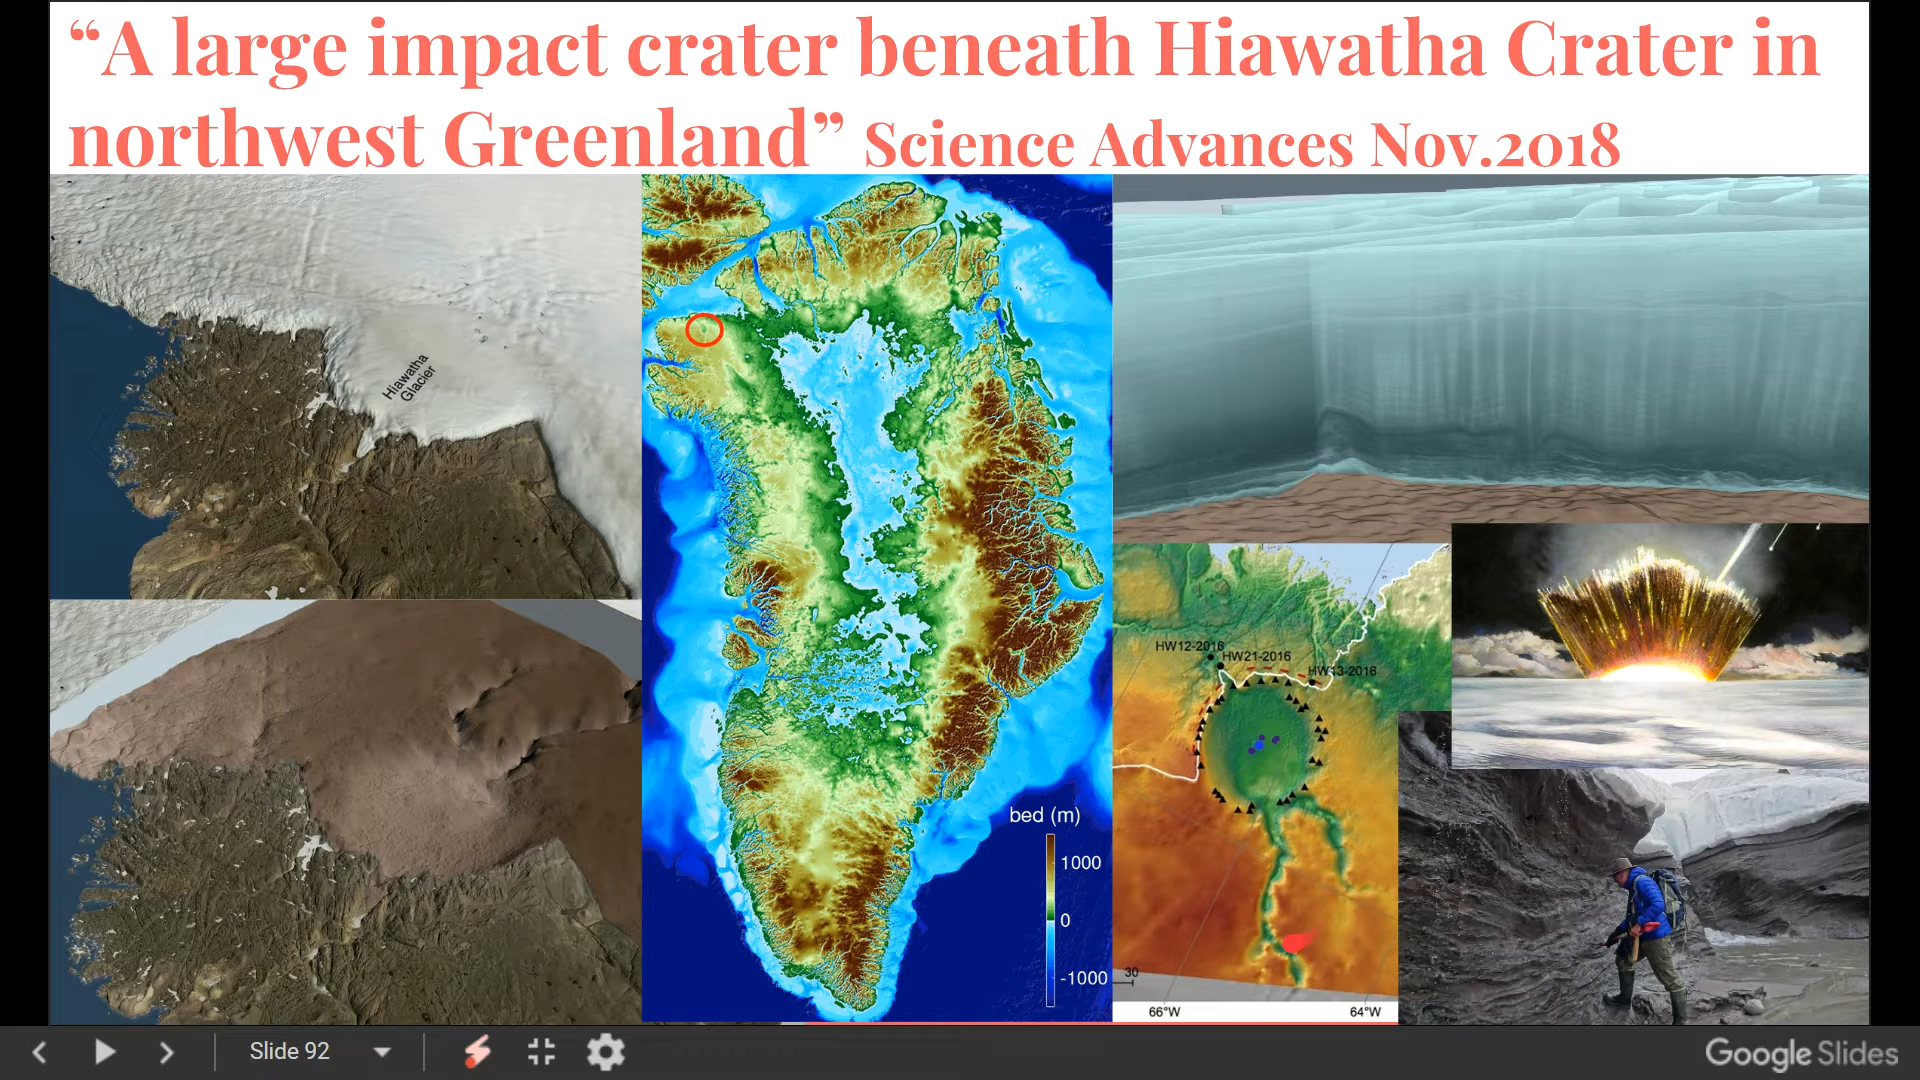 “A large impact crater beneath Hiawatha Crater in
northwest Greenland” Science Advances Nov.2018
Hiawatha
Glacier
bed (m)
1000
0
-1000
HW12-2016
HW21-2016
HW13-2016
30
66°W
64°W
Slide 92
Google Slides